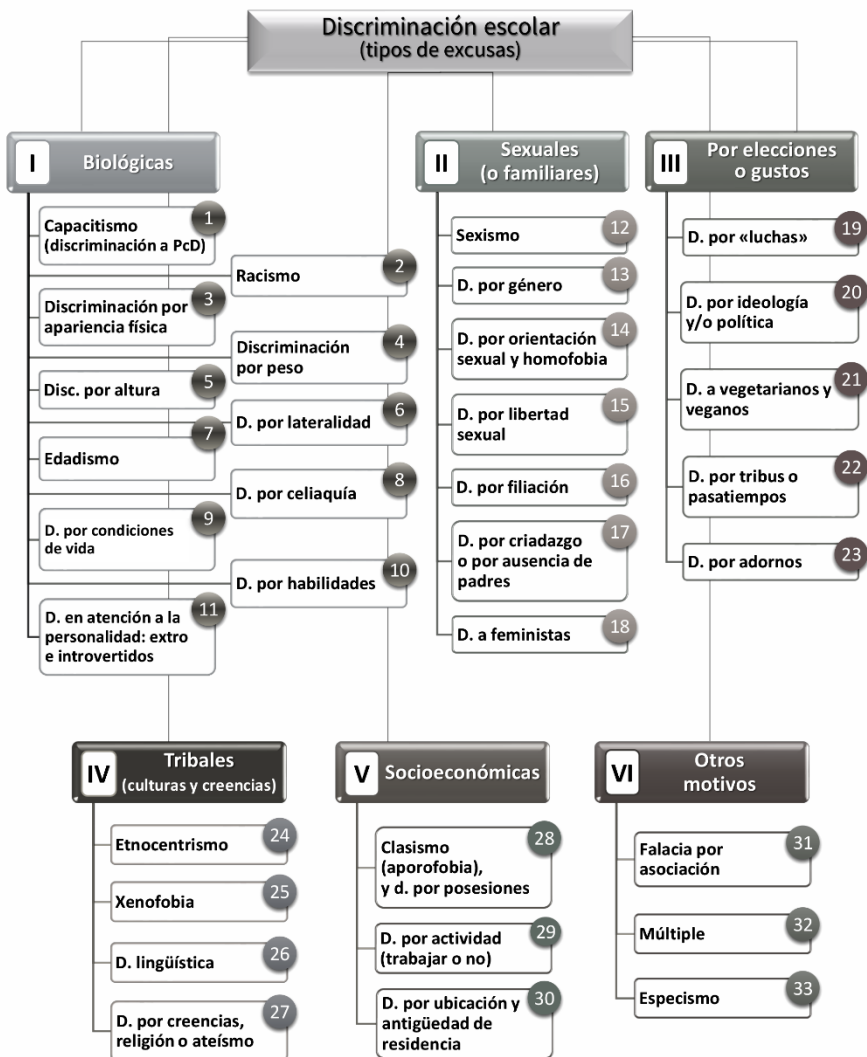 Discriminación escolar
(tipos de excusas)
I
Biológicas
1
Capacitismo
(discriminación a PcD)
2
Racismo
3
Discriminación por
apariencia física
4
Discriminación
por peso
5
Disc. por altura
6
D. por lateralidad
7
Edadismo
8
D. por celiaquía
9
D. por condiciones
de vida
10
D. por habilidades
11
D. en atención a la
personalidad: extro
e introvertidos
II
Sexuales
(o familiares)
12
Sexismo
13
D. por género
14
D. por orientación
sexual y homofobia
15
D. por libertad
sexual
16
D. por filiación
17
D. por criadazgo
o por ausencia de
padres
18
D. a feministas
III
Por elecciones
o gustos
19
D. por «luchas»
20
D. por ideología
y/o política
21
D. a vegetarianos y
veganos
22
D. por tribus o
pasatiempos
23
D. por adornos
IV
Tribales
(culturas y creencias)
24
Etnocentrismo
25
Xenofobia
26
D. lingüística
27
D. por creencias,
religión o ateísmo
V
Socioeconómicas
28
Clasismo
(aporofobia),
y d. por posesiones
29
D. por actividad
(trabajar o no)
30
D. por ubicación y
antigüedad de
residencia
VI
Otros
motivos
31
Falacia por
asociación
32
Múltiple
33
Especismo